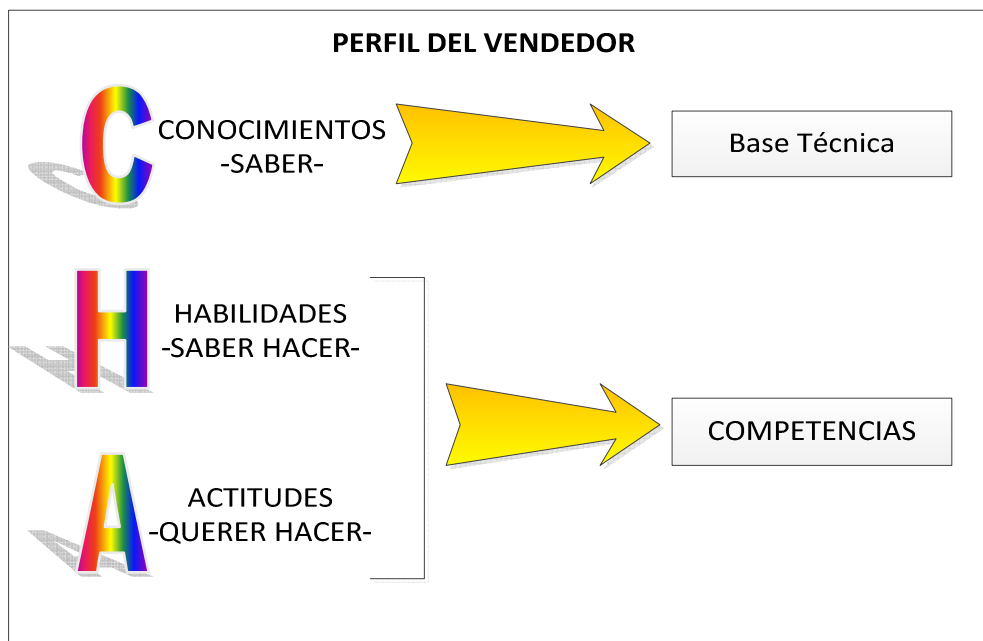 PERFIL DEL VENDEDOR
C
CONOCIMIENTOS
-SABER-
Base Técnica
H
HABILIDADES
-SABER HACER-
COMPETENCIAS
A
ACTITUDES
-QUERER HACER-